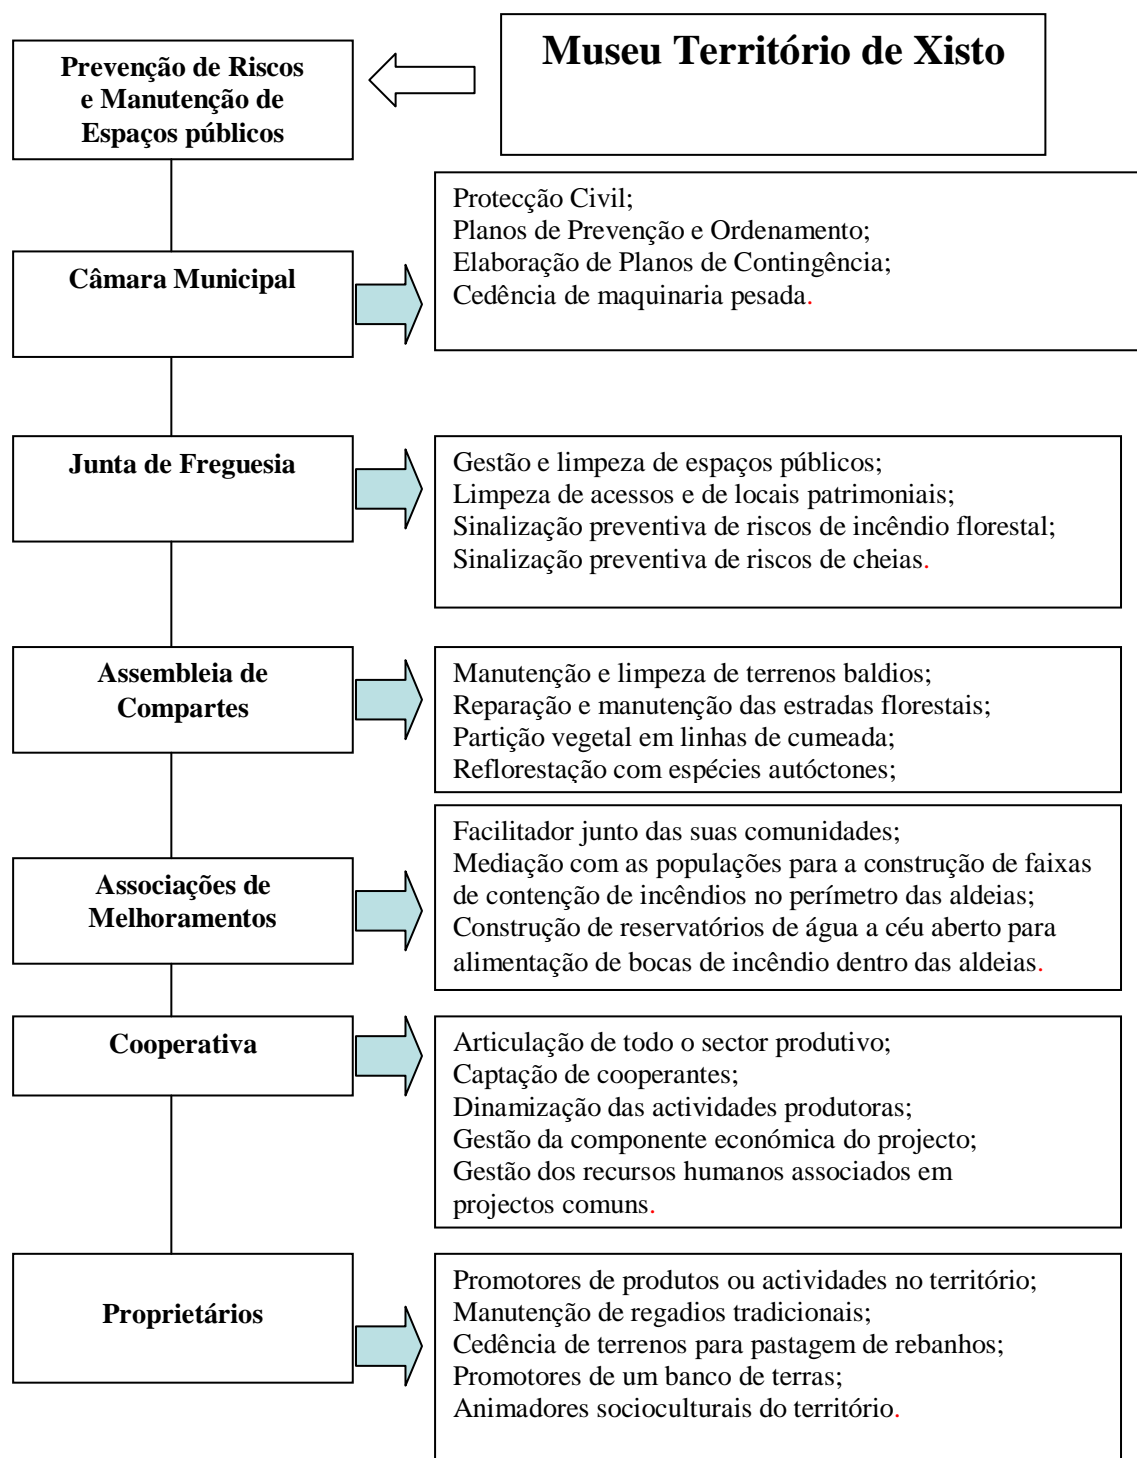 Museu Território de Xisto
Prevenção de Riscos
e Manutenção de
Espaços públicos
Câmara Municipal
Protecção Civil;
Planos de Prevenção e Ordenamento;
Elaboração de Planos de Contingência;
Cedência de maquinaria pesada.
Junta de Freguesia
Gestão e limpeza de espaços públicos;
Limpeza de acessos e de locais patrimoniais;
Sinalização preventiva de riscos de incêndio florestal;
Sinalização preventiva de riscos de cheias.
Assembleia de
Compartes
Manutenção e limpeza de terrenos baldios;
Reparação e manutenção das estradas florestais;
Partição vegetal em linhas de cumeada;
Reflorestação com espécies autóctones;
Associações de
Melhoramentos
Facilitador junto das suas comunidades;
Mediação com as populações para a construção de faixas
de contenção de incêndios no perímetro das aldeias;
Construção de reservatórios de água a céu aberto para
alimentação de bocas de incêndio dentro das aldeias.
Cooperativa
Articulação de todo o sector produtivo;
Captação de cooperantes;
Dinamização das actividades produtoras;
Gestão da componente económica do projecto;
Gestão dos recursos humanos associados em
projectos comuns.
Proprietários
Promotores de produtos ou actividades no território;
Manutenção de regadios tradicionais;
Cedência de terrenos para pastagem de rebanhos;
Promotores de um banco de terras;
Animadores socioculturais do território.